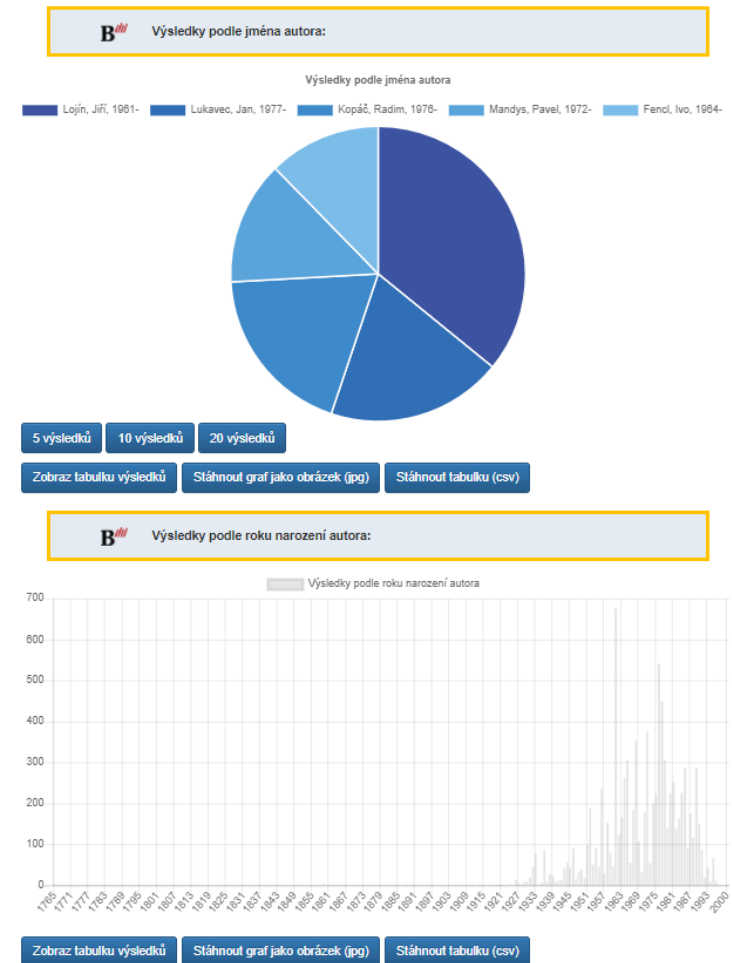 B Výsledky podle jména autora:
Výsledky podle jména autora
Lojín, Jiří, 1961- Lukavec, Jan, 1977- Kopáč, Radim, 1976- Mandys, Pavel, 1972- Fencl, Ivo, 1964-
5 výsledků 10 výsledků 20 výsledků
Zobraz tabulku výsledků Stáhnout graf jako obrázek (jpg) Stáhnout tabulku (csv)
B Výsledky podle roku narození autora:
Výsledky podle roku narození autora
700
600
500
400
300
200
100
0
1765 1771 1777 1783 1789 1795 1801 1807 1813 1819 1825 1831 1837 1843 1849 1855 1861 1867 1873 1879 1885 1891 1897 1903 1909 1915 1921 1927 1933 1939 1945 1951 1957 1963 1969 1975 1981 1987 1993 2000
Zobraz tabulku výsledků Stáhnout graf jako obrázek (jpg) Stáhnout tabulku (csv)